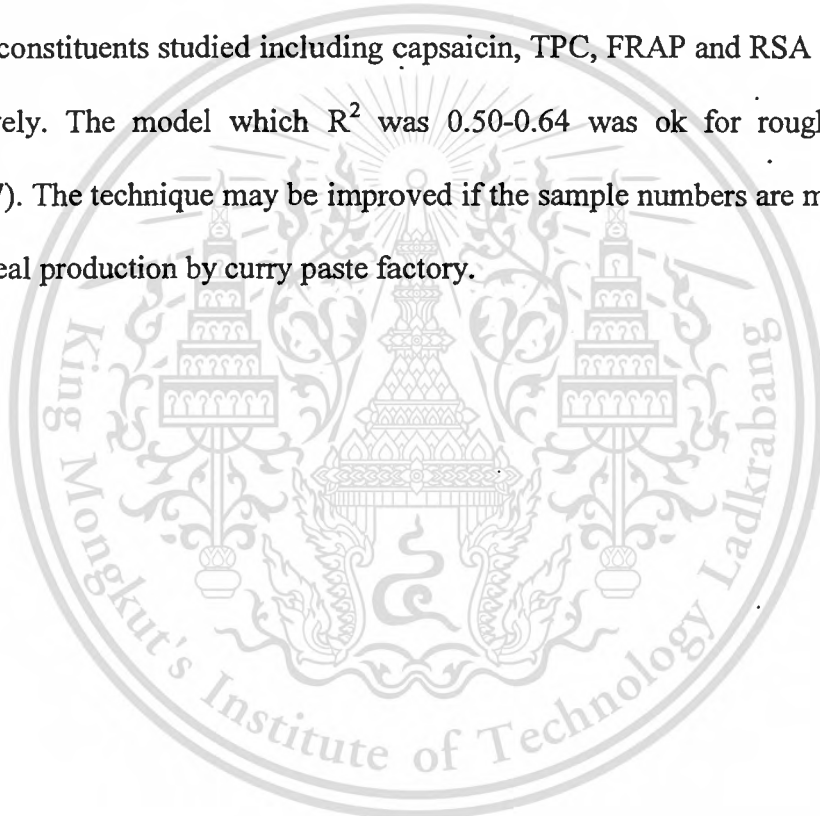 constituents studied including capsaicin, TPC, FRAP and RSA
ely. The model which R² was 0.50-0.64 was ok for rough
7). The technique may be improved if the sample numbers are m
eal production by curry paste factory.
King Mongkut's Institute of Technology Ladkrabang